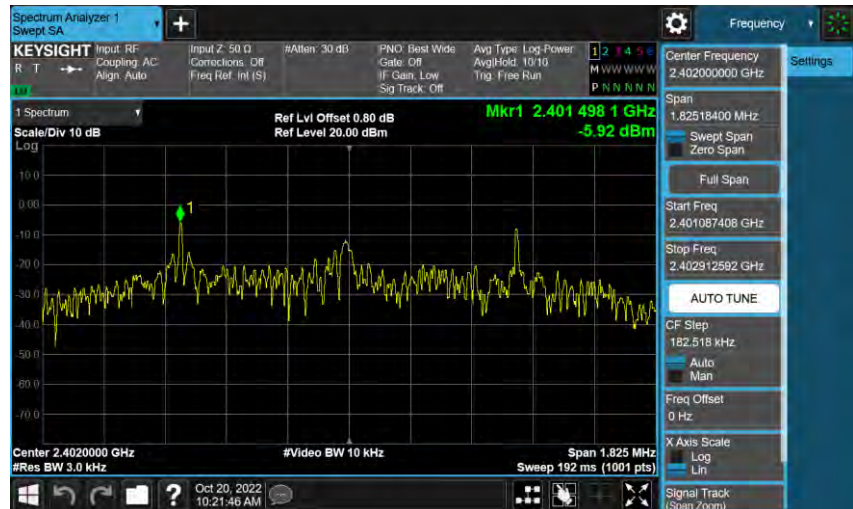 Spectrum Analyzer 1
Swept SA
Frequency
KEYSIGHT
R T
LXI
Input: RF
Coupling: AC
Align: Auto
Input Z: 50 Ω
Corrections: Off
Freq Ref: Int (S)
#Atten: 30 dB
PNO: Best Wide
Gate: Off
IF Gain: Low
Sig Track: Off
Avg Type: Log-Power
Avg|Hold: 10/10
Trig: Free Run
1 2 3 4 5 6
M W W W W W
P N N N N N
Center Frequency
2.402000000 GHz
Settings
1 Spectrum
Scale/Div 10 dB
Ref Lvl Offset 0.80 dB
Ref Level 20.00 dBm
Mkr1 2.401 498 1 GHz
-5.92 dBm
Log
10.0
0.00
-10.0
-20.0
-40.0
-50.0
-60.0
-70.0
1
Center 2.4020000 GHz
#Res BW 3.0 kHz
#Video BW 10 kHz
Span 1.825 MHz
Sweep 192 ms (1001 pts)
Span
1.82518400 MHz
Swept Span
Zero Span
Full Span
Start Freq
2.401087408 GHz
Stop Freq
2.402912592 GHz
AUTO TUNE
CF Step
182.518 kHz
Auto
Man
Freq Offset
0 Hz
X Axis Scale
Log
Lin
Signal Track
(Span Zoom)
?
Oct 20, 2022
10:21:46 AM